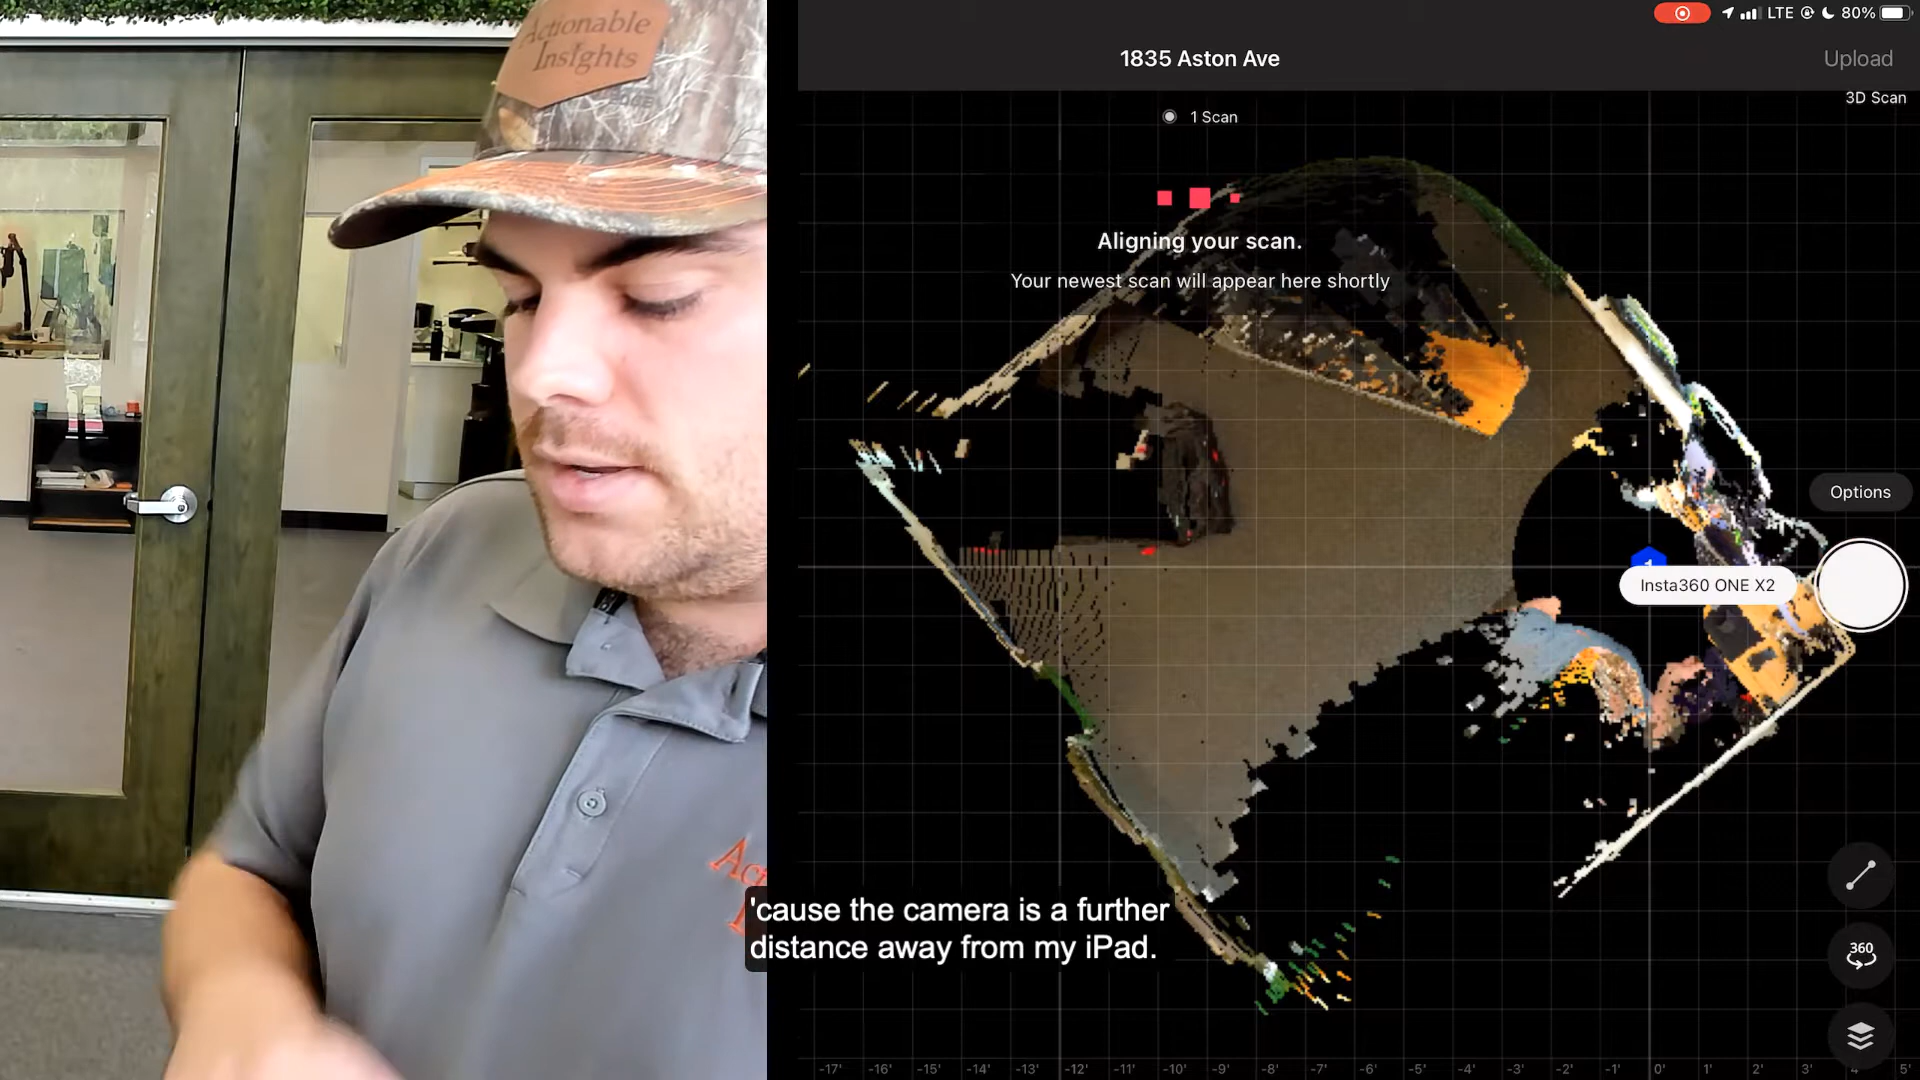 Actionable
Insights
LTE 80%
1835 Aston Ave
Upload
3D Scan
1 Scan
Aligning your scan.
Your newest scan will appear here shortly
Options
1
Insta360 ONE X2
Ac
'cause the camera is a further
distance away from my iPad.
360
-17' -16' -15' -14' -13' -12' -11' -10' -9' -8' -7' -6' -5' -4' -3' -2' -1' 0' 1' 2' 3' 4' 5'